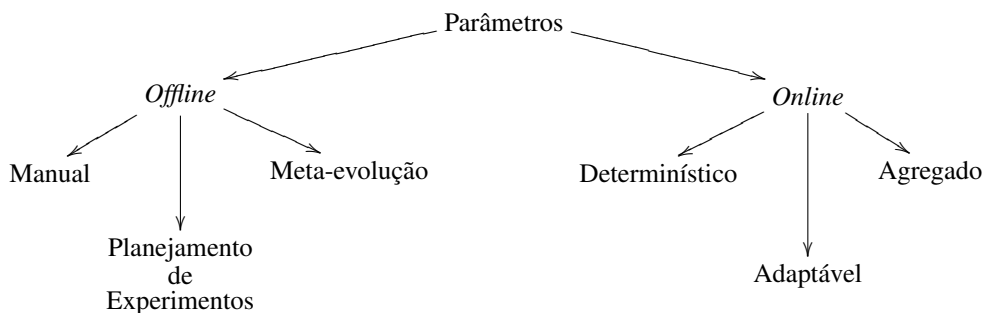 Parâmetros
Offline
Online
Manual
Meta-evolução
Determinístico
Agregado
Planejamento
de
Experimentos
Adaptável